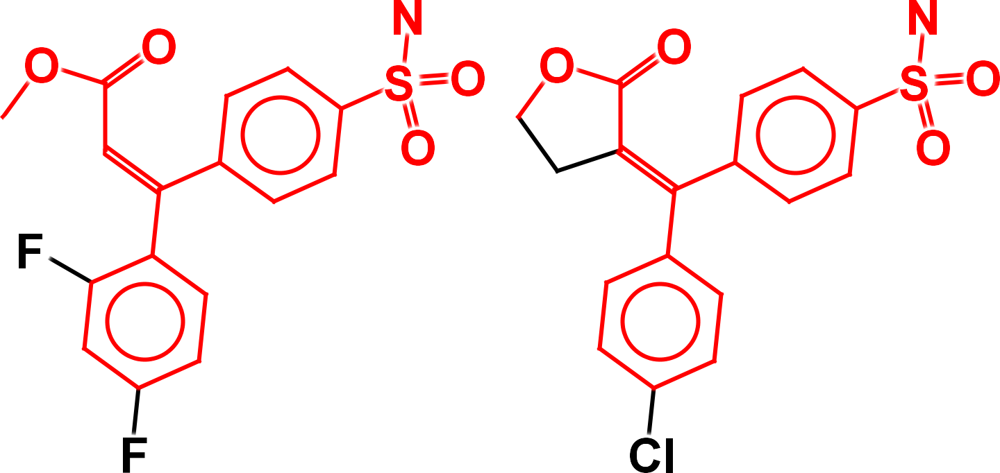 N N
O O O O
S O S O
O O
F
F Cl